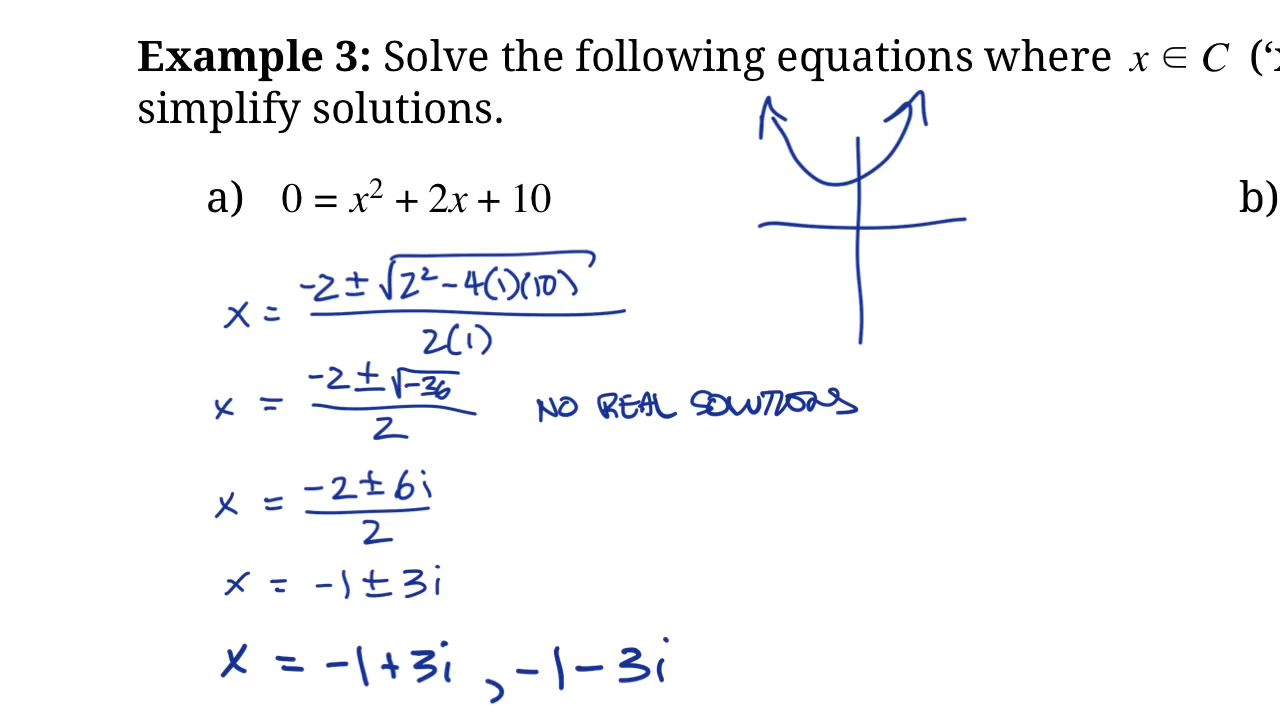 Example 3: Solve the following equations where x ∈ C (‘x
simplify solutions.
a) 0 = x² + 2x + 10
b)
x = (-2 ± √(2² - 4(1)(10))) / 2(1)
x = (-2 ± √-36) / 2 NO REAL SOLUTIONS
x = (-2 ± 6i) / 2
x = -1 ± 3i
x = -1 + 3i , -1 - 3i